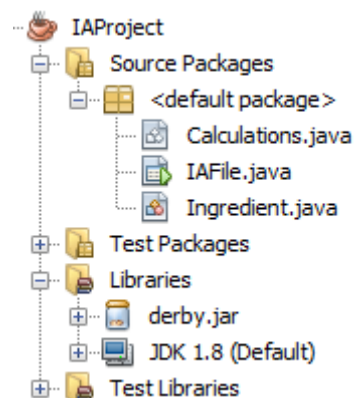 IAProject
Source Packages
<default package>
Calculations.java
IAFile.java
Ingredient.java
Test Packages
Libraries
derby.jar
JDK 1.8 (Default)
Test Libraries